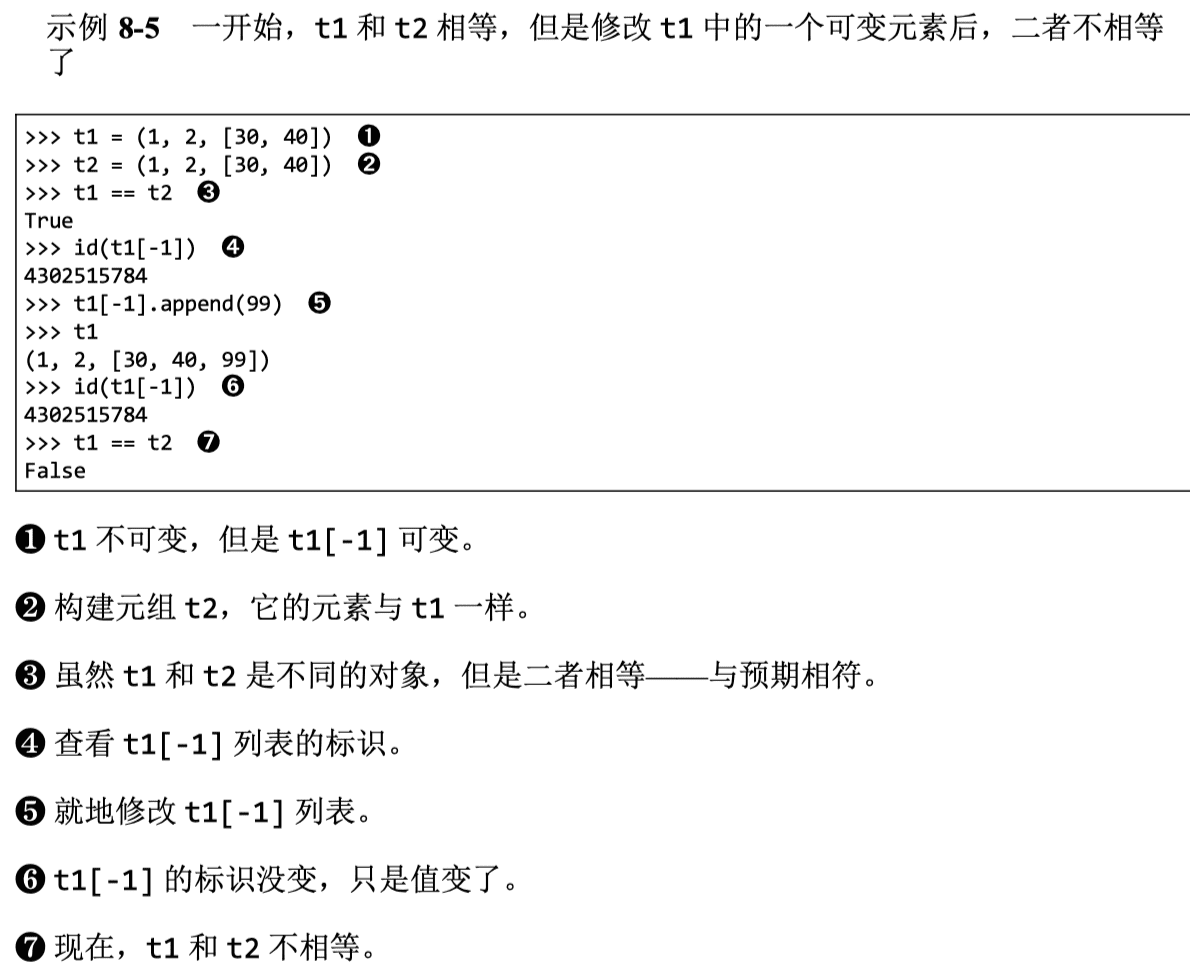 示例 8-5 一开始，t1 和 t2 相等，但是修改 t1 中的一个可变元素后，二者不相等
了
>>> t1 = (1, 2, [30, 40]) ❶
>>> t2 = (1, 2, [30, 40]) ❷
>>> t1 == t2 ❸
True
>>> id(t1[-1]) ❹
4302515784
>>> t1[-1].append(99) ❺
>>> t1
(1, 2, [30, 40, 99])
>>> id(t1[-1]) ❻
4302515784
>>> t1 == t2 ❼
False
❶ t1 不可变，但是 t1[-1] 可变。
❷ 构建元组 t2，它的元素与 t1 一样。
❸ 虽然 t1 和 t2 是不同的对象，但是二者相等——与预期相符。
❹ 查看 t1[-1] 列表的标识。
❺ 就地修改 t1[-1] 列表。
❻ t1[-1] 的标识没变，只是值变了。
❼ 现在，t1 和 t2 不相等。